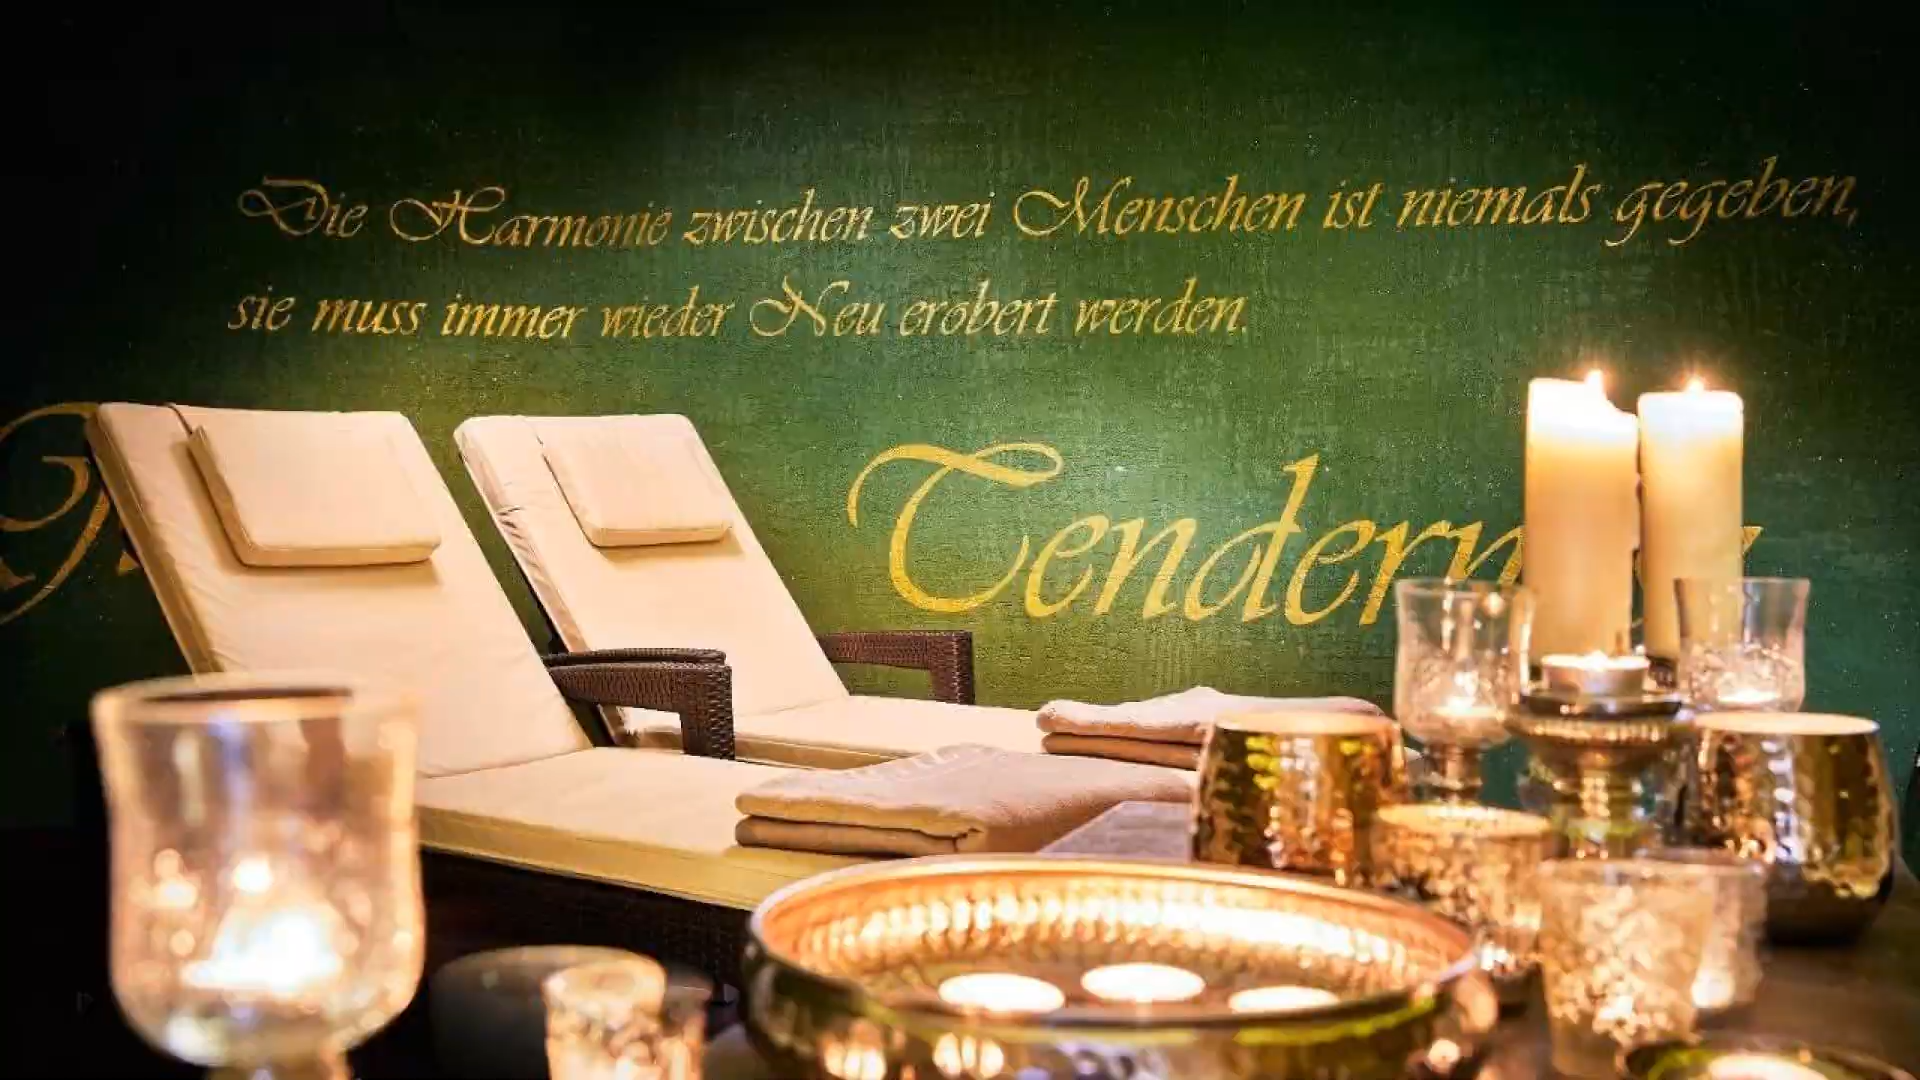 Die Harmonie zwischen zwei Menschen ist niemals gegeben,
sie muss immer wieder Neu erobert werden.